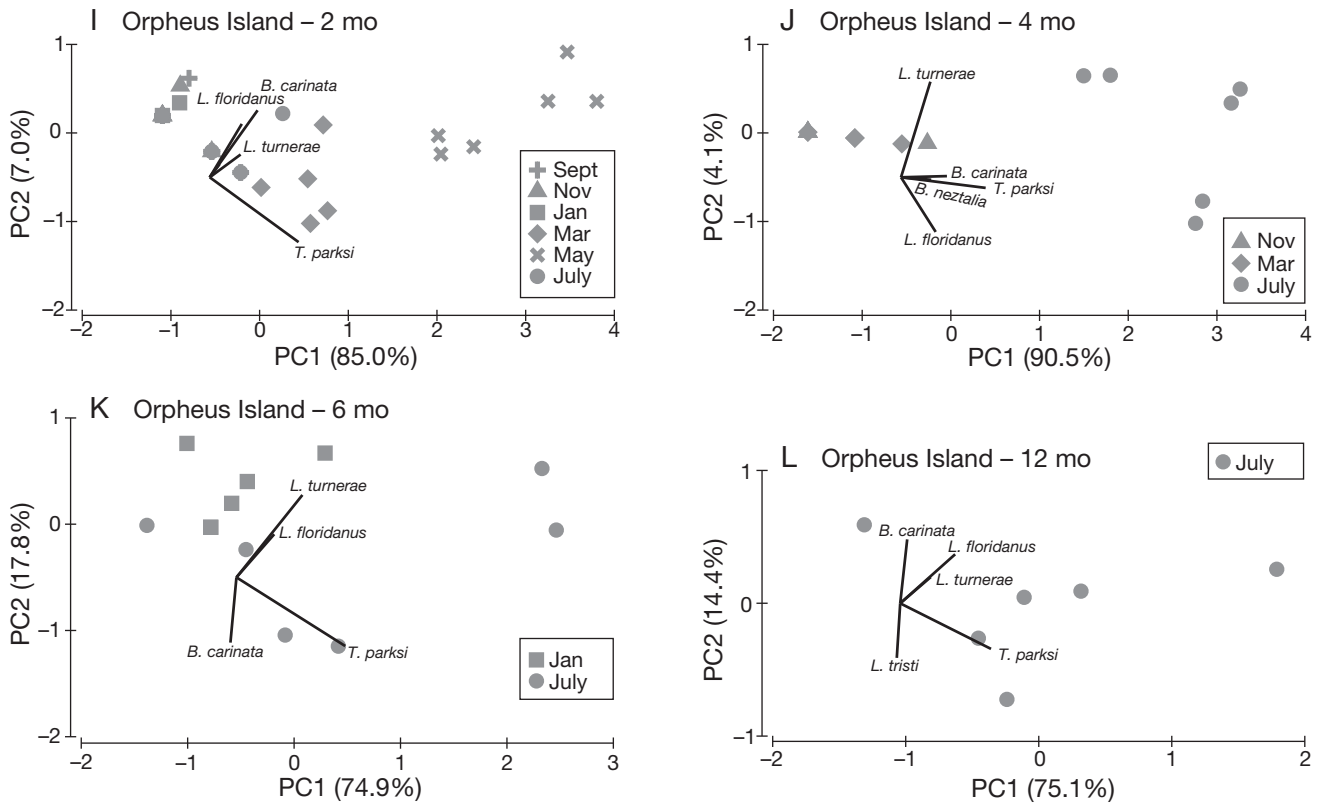 I Orpheus Island – 2 mo
1
0
−1
−2
PC2 (7.0%)
B. carinata
L. floridanus
L. turnerae
T. parksi
Sept
Nov
Jan
Mar
May
July
−2 −1 0 1 2 3 4
PC1 (85.0%)
J Orpheus Island – 4 mo
1
0
−1
−2
PC2 (4.1%)
L. turnerae
B. carinata
T. parksi
B. neztalia
L. floridanus
Nov
Mar
July
−2 −1 0 1 2 3 4
PC1 (90.5%)
K Orpheus Island – 6 mo
1
0
−1
−2
PC2 (17.8%)
L. turnerae
L. floridanus
B. carinata
T. parksi
Jan
July
−2 −1 0 1 2 3
PC1 (74.9%)
L Orpheus Island – 12 mo
July
1
0
−1
PC2 (14.4%)
B. carinata
L. floridanus
L. turnerae
T. parksi
L. tristi
−2 −1 0 1 2
PC1 (75.1%)